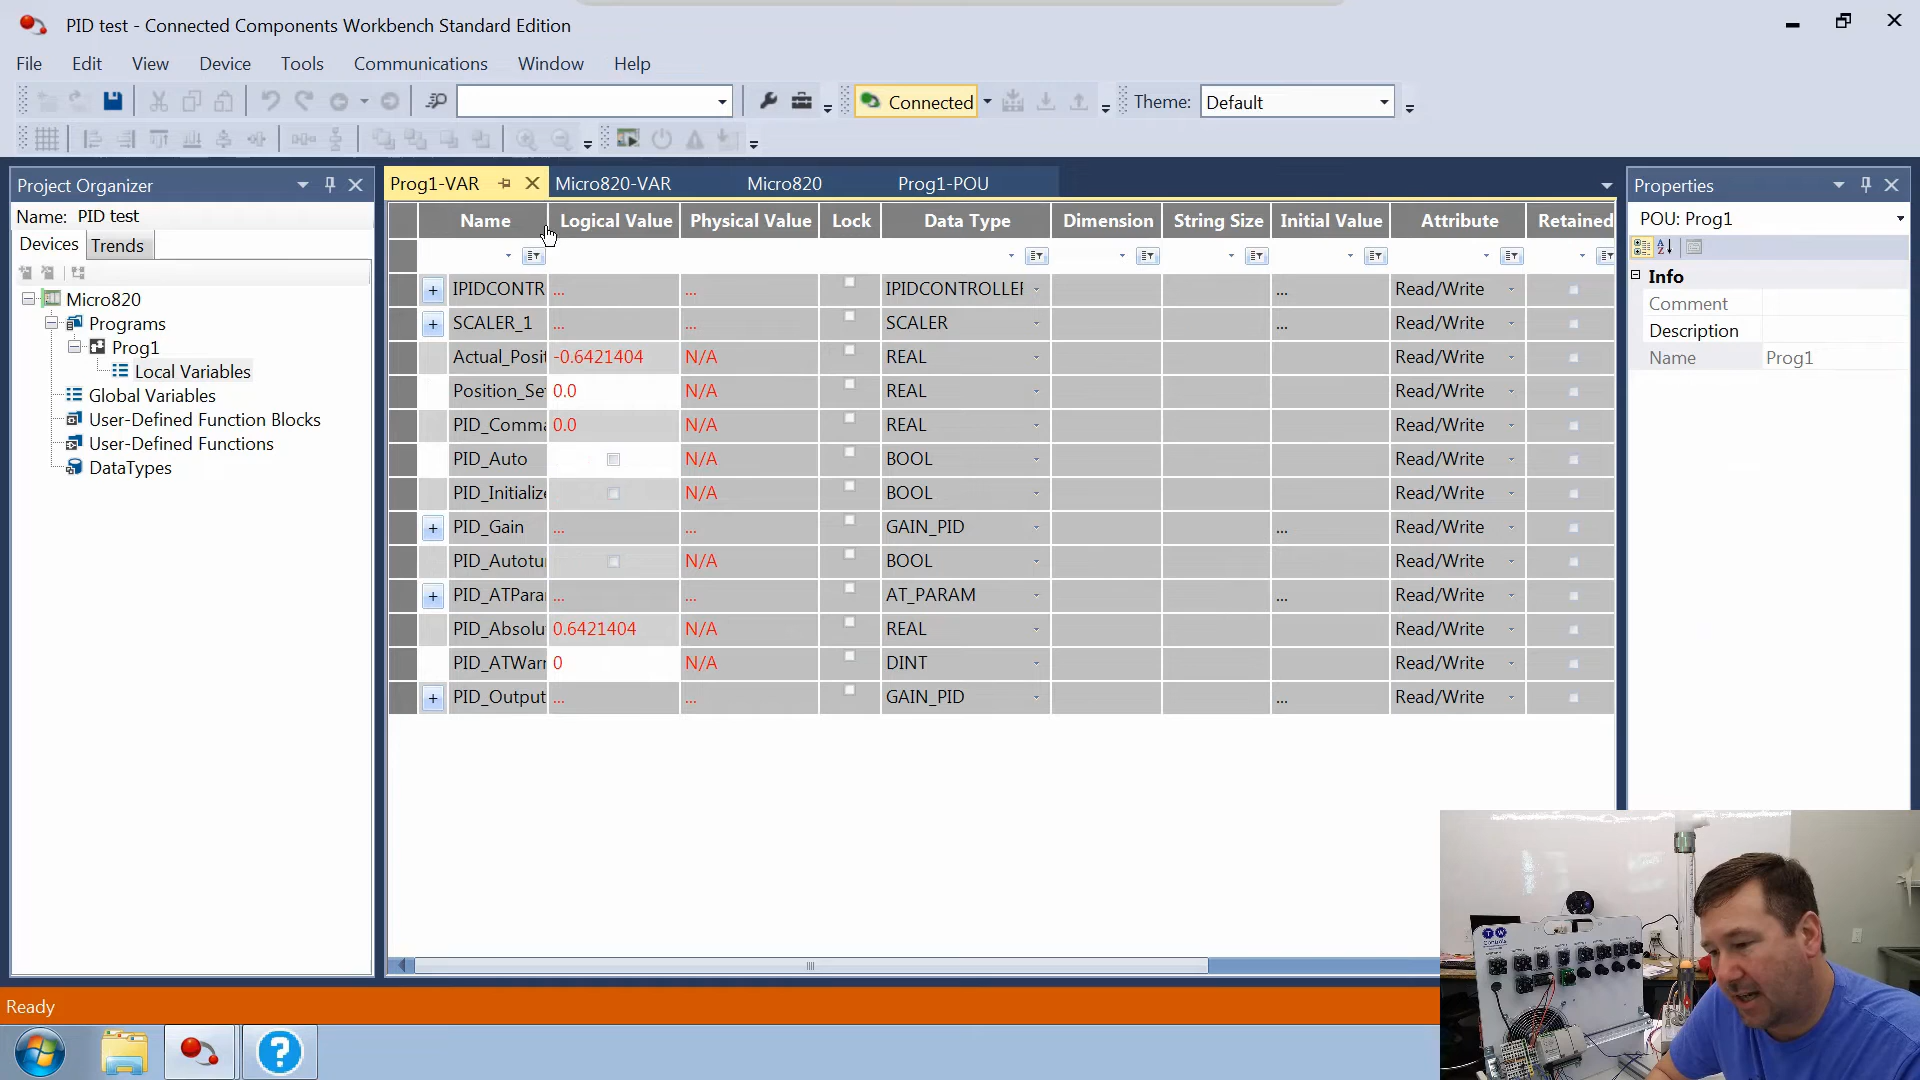 PID test - Connected Components Workbench Standard Edition
File Edit View Device Tools Communications Window Help
Connected Theme: Default
Project Organizer
Name: PID test
Devices Trends
Micro820
Programs
Prog1
Local Variables
Global Variables
User-Defined Function Blocks
User-Defined Functions
DataTypes
Prog1-VAR Micro820-VAR Micro820 Prog1-POU
Name Logical Value Physical Value Lock Data Type Dimension String Size Initial Value Attribute Retained
IPIDCONTR ... ... IPIDCONTROLLER ... Read/Write
SCALER_1 ... ... SCALER ... Read/Write
Actual_Posit -0.6421404 N/A REAL Read/Write
Position_Set 0.0 N/A REAL Read/Write
PID_Comma 0.0 N/A REAL Read/Write
PID_Auto N/A BOOL Read/Write
PID_Initialize N/A BOOL Read/Write
PID_Gain ... ... GAIN_PID ... Read/Write
PID_Autotu N/A BOOL Read/Write
PID_ATParar ... ... AT_PARAM ... Read/Write
PID_Absolu 0.6421404 N/A REAL Read/Write
PID_ATWarr 0 N/A DINT Read/Write
PID_Output ... ... GAIN_PID ... Read/Write
Properties
POU: Prog1
Info
Comment
Description
Name Prog1
Ready
T W
Controls